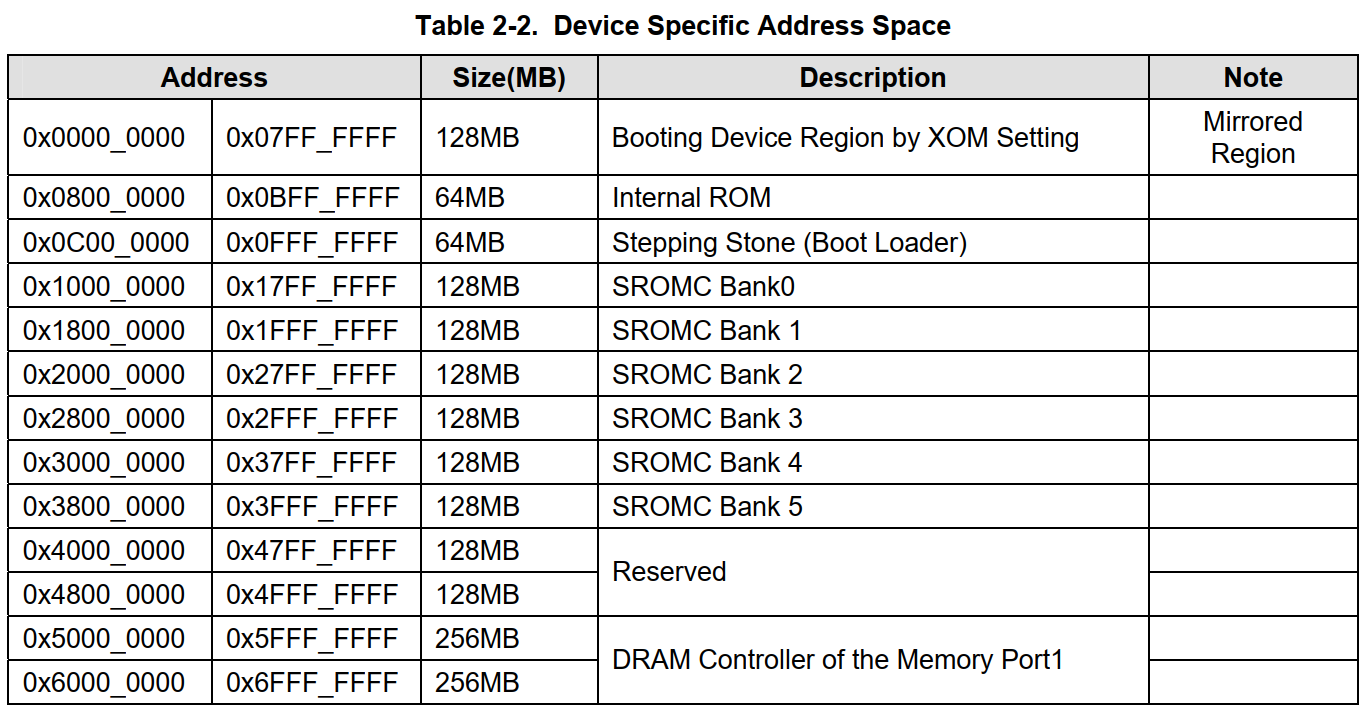 Table 2-2. Device Specific Address Space
Address Size(MB) Description Note
0x0000_0000 0x07FF_FFFF 128MB Booting Device Region by XOM Setting Mirrored
Region
0x0800_0000 0x0BFF_FFFF 64MB Internal ROM
0x0C00_0000 0x0FFF_FFFF 64MB Stepping Stone (Boot Loader)
0x1000_0000 0x17FF_FFFF 128MB SROMC Bank0
0x1800_0000 0x1FFF_FFFF 128MB SROMC Bank 1
0x2000_0000 0x27FF_FFFF 128MB SROMC Bank 2
0x2800_0000 0x2FFF_FFFF 128MB SROMC Bank 3
0x3000_0000 0x37FF_FFFF 128MB SROMC Bank 4
0x3800_0000 0x3FFF_FFFF 128MB SROMC Bank 5
0x4000_0000 0x47FF_FFFF 128MB Reserved
0x4800_0000 0x4FFF_FFFF 128MB
0x5000_0000 0x5FFF_FFFF 256MB DRAM Controller of the Memory Port1
0x6000_0000 0x6FFF_FFFF 256MB